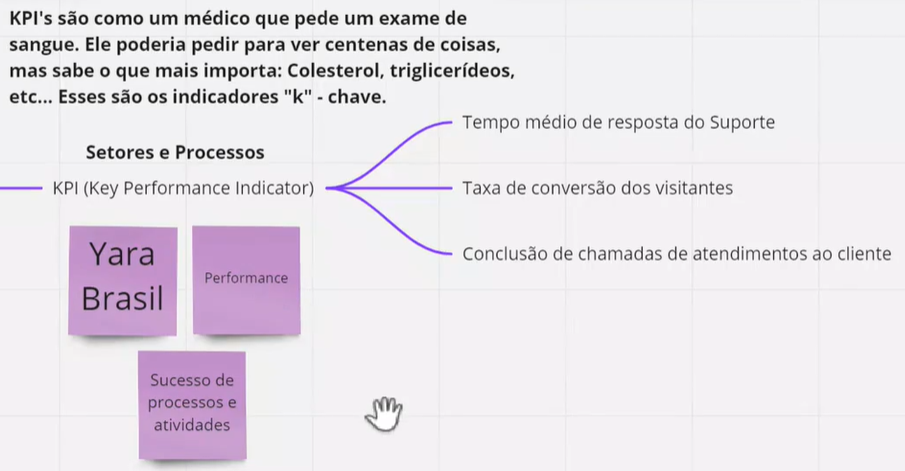 KPI's são como um médico que pede um exame de
sangue. Ele poderia pedir para ver centenas de coisas,
mas sabe o que mais importa: Colesterol, triglicerídeos,
etc... Esses são os indicadores "k" - chave.
Setores e Processos
KPI (Key Performance Indicator)
Tempo médio de resposta do Suporte
Taxa de conversão dos visitantes
Conclusão de chamadas de atendimentos ao cliente
Yara
Brasil
Performance
Sucesso de
processos e
atividades